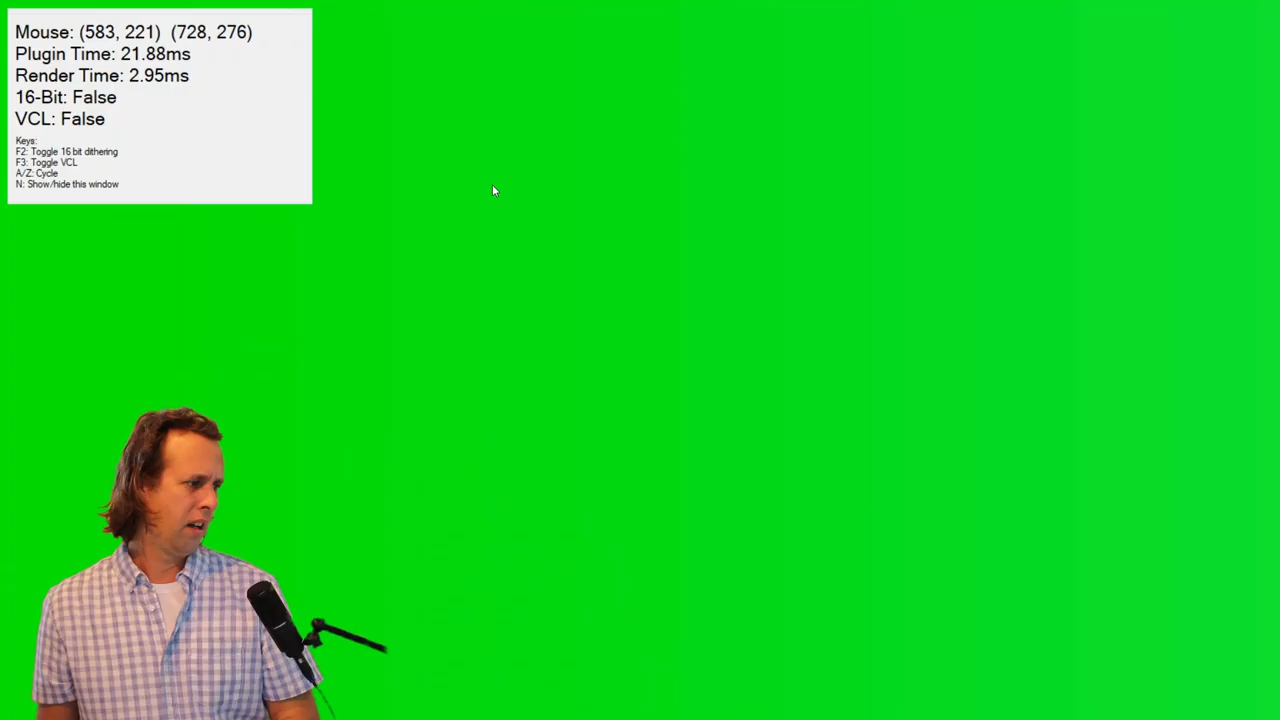 Mouse: (583, 221)  (728, 276)
Plugin Time: 21.88ms
Render Time: 2.95ms
16-Bit: False
VCL: False
Keys:
F2: Toggle 16 bit dithering
F3: Toggle VCL
A/Z: Cycle
N: Show/hide this window